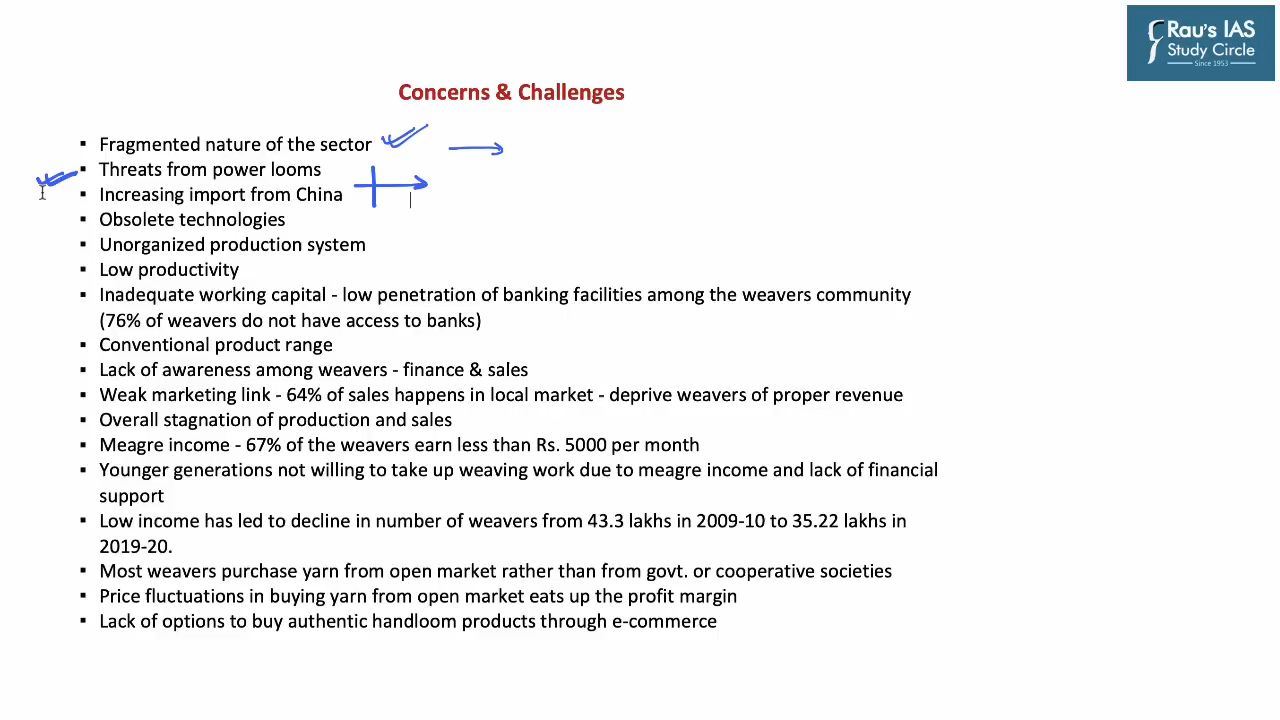 Rau's IAS
Study Circle
Since 1953
Concerns & Challenges
▪ Fragmented nature of the sector
▪ Threats from power looms
▪ Increasing import from China
▪ Obsolete technologies
▪ Unorganized production system
▪ Low productivity
▪ Inadequate working capital - low penetration of banking facilities among the weavers community
(76% of weavers do not have access to banks)
▪ Conventional product range
▪ Lack of awareness among weavers - finance & sales
▪ Weak marketing link - 64% of sales happens in local market - deprive weavers of proper revenue
▪ Overall stagnation of production and sales
▪ Meagre income - 67% of the weavers earn less than Rs. 5000 per month
▪ Younger generations not willing to take up weaving work due to meagre income and lack of financial
support
▪ Low income has led to decline in number of weavers from 43.3 lakhs in 2009-10 to 35.22 lakhs in
2019-20.
▪ Most weavers purchase yarn from open market rather than from govt. or cooperative societies
▪ Price fluctuations in buying yarn from open market eats up the profit margin
▪ Lack of options to buy authentic handloom products through e-commerce